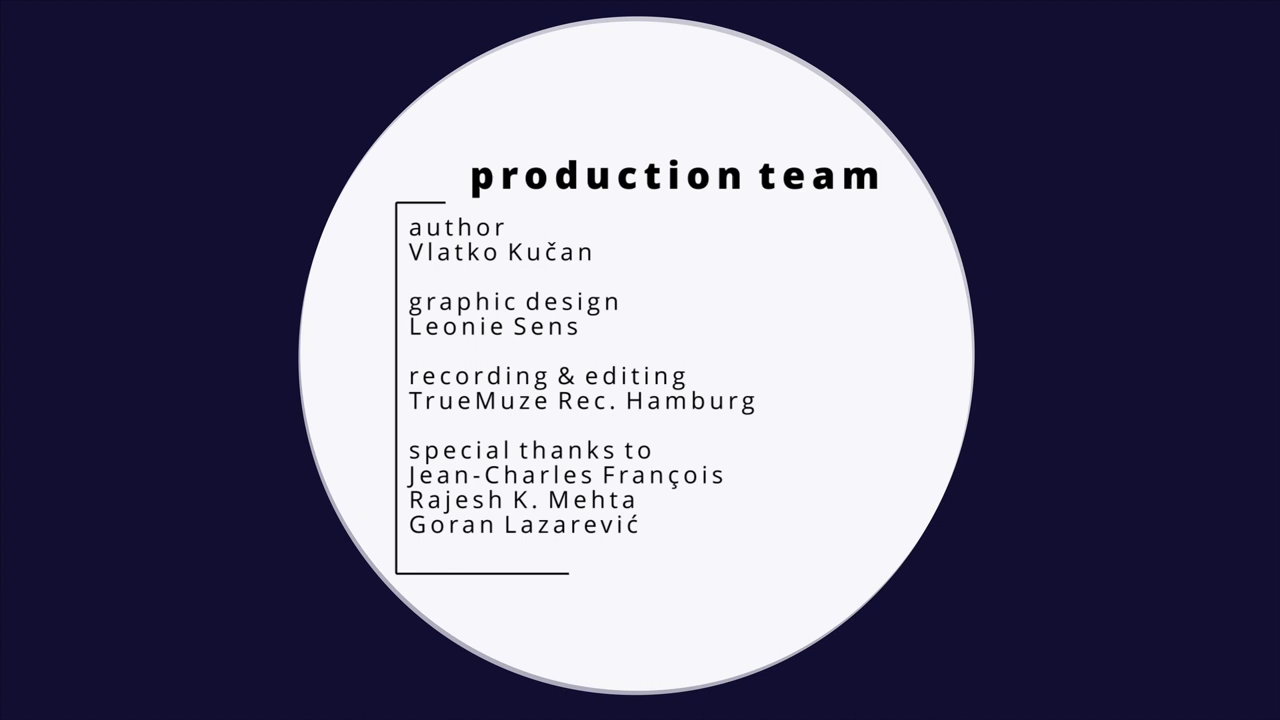 production team
author
Vlatko Kučan
graphic design
Leonie Sens
recording & editing
TrueMuze Rec. Hamburg
special thanks to
Jean-Charles François
Rajesh K. Mehta
Goran Lazarević